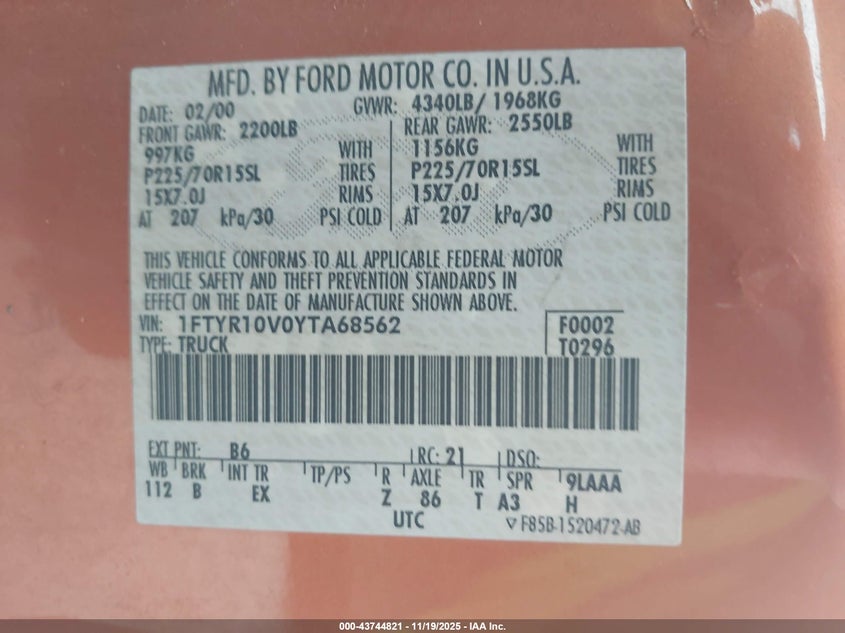 MFD. BY FORD MOTOR CO. IN U.S.A.
DATE: 02/00 GVWR: 4340LB/ 1968KG
FRONT GAWR: 2200LB REAR GAWR: 2550LB
997KG WITH 1156KG WITH
P225/70R15SL TIRES P225/70R15SL TIRES
15X7.0J RIMS 15X7.0J RIMS
AT 207 kPa/30 PSI COLD AT 207 kPa/30 PSI COLD
THIS VEHICLE CONFORMS TO ALL APPLICABLE FEDERAL MOTOR
VEHICLE SAFETY AND THEFT PREVENTION STANDARDS IN
EFFECT ON THE DATE OF MANUFACTURE SHOWN ABOVE.
VIN: 1FTYR10V0YTA68562 F0002
TYPE: TRUCK T0296
EXT PNT: B6 RC: 21 DSO:
WB BRK INT TR TP/PS R AXLE TR SPR 9LAAA
112 B EX Z 86 T A3 H
UTC ▽ F85B-1520472-AB
000-43744821 - 11/19/2025 - IAA Inc.